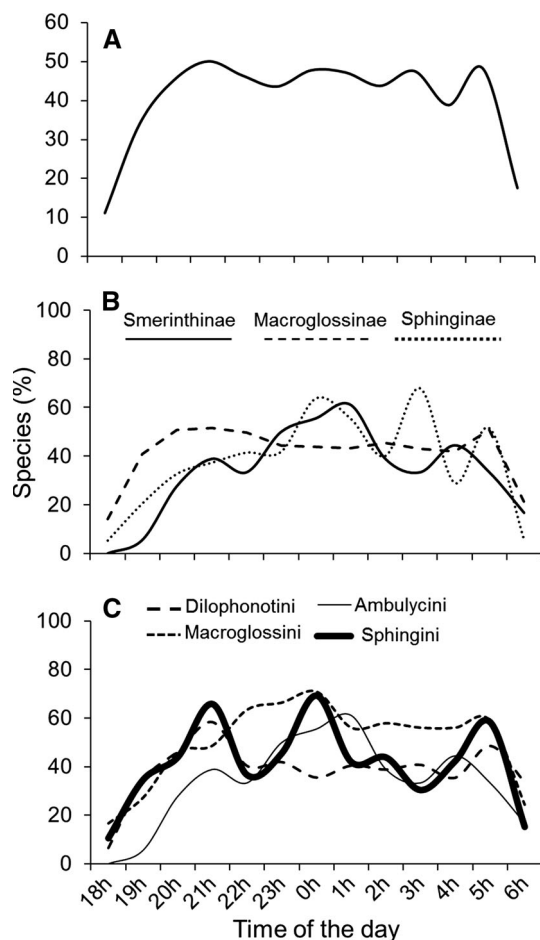 A
60
50
40
30
20
10
0
B
Smerinthinae Macroglossinae Sphinginae
100
80
60
40
20
0
Species (%)
C
Dilophonotini Ambulycini
Macroglossini Sphingini
100
80
60
40
20
0
18h 19h 20h 21h 22h 23h 0h 1h 2h 3h 4h 5h 6h
Time of the day